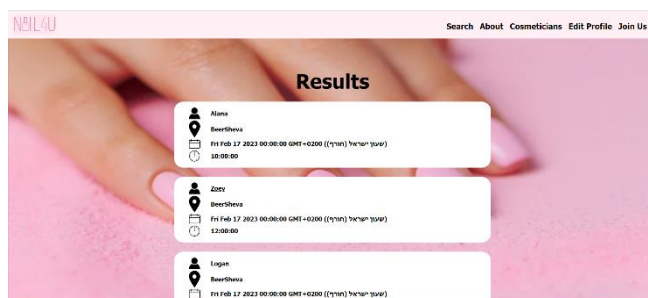 NAIL4U
Search About Cosmeticians Edit Profile Join Us
Results
Alana
BeerSheva
Fri Feb 17 2023 00:00:00 GMT+0200 ((שעון ישראל (חורף)
10:00:00
Zoey
BeerSheva
Fri Feb 17 2023 00:00:00 GMT+0200 ((שעון ישראל (חורף)
12:00:00
Logan
BeerSheva
Fri Feb 17 2023 00:00:00 GMT+0200 ((שעון ישראל (חורף)